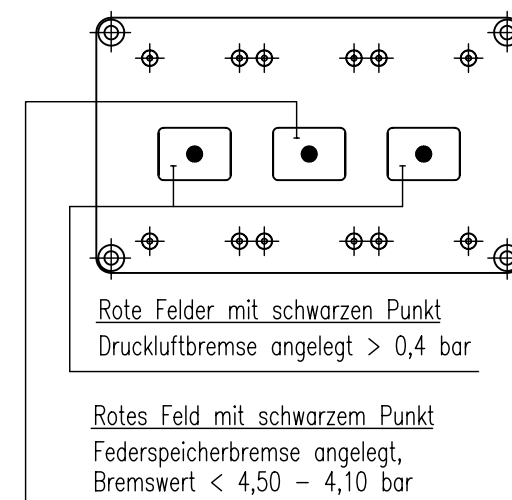 Rote Felder mit schwarzen Punkt
Druckluftbremse angelegt > 0,4 bar
Rotes Feld mit schwarzem Punkt
Federspeicherbremse angelegt,
Bremswert < 4,50 – 4,10 bar